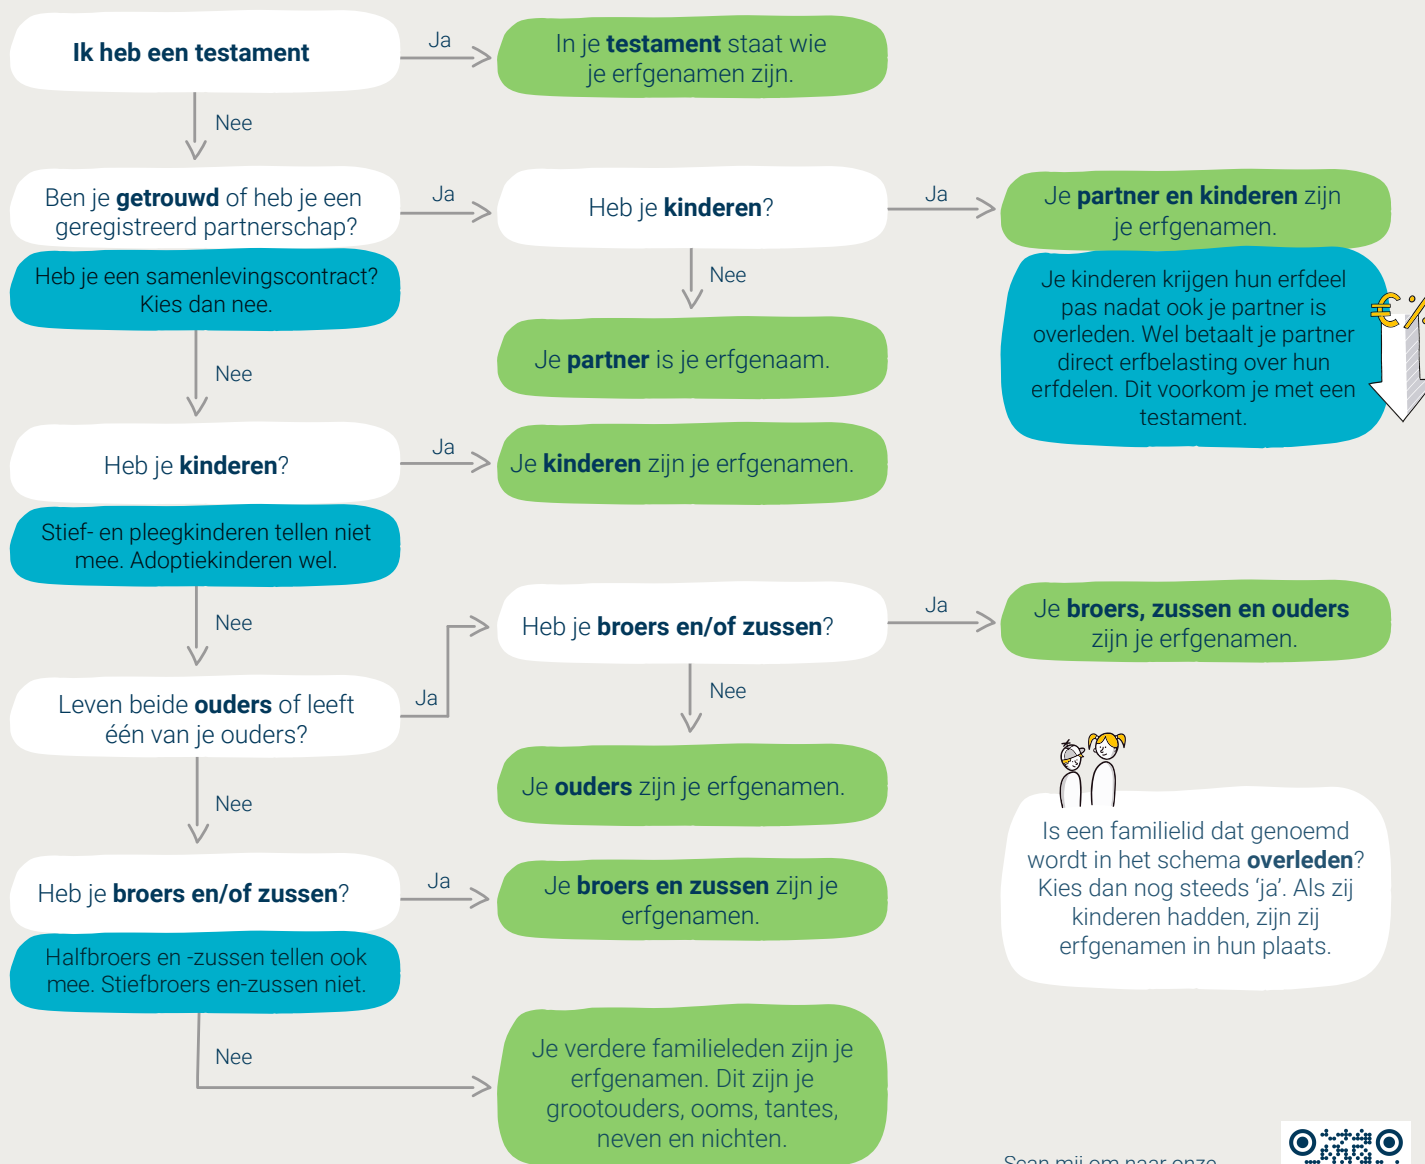 Ik heb een testament
Ja
In je testament staat wie
je erfgenamen zijn.
Nee
Ben je getrouwd of heb je een
geregistreerd partnerschap?
Heb je een samenlevingscontract?
Kies dan nee.
Ja
Heb je kinderen?
Ja
Je partner en kinderen zijn
je erfgenamen.
Je kinderen krijgen hun erfdeel
pas nadat ook je partner is
overleden. Wel betaalt je partner
direct erfbelasting over hun
erfdelen. Dit voorkom je met een
testament.
€%
Nee
Je partner is je erfgenaam.
Nee
Heb je kinderen?
Stief- en pleegkinderen tellen niet
mee. Adoptiekinderen wel.
Ja
Je kinderen zijn je erfgenamen.
Nee
Leven beide ouders of leeft
één van je ouders?
Ja
Heb je broers en/of zussen?
Ja
Je broers, zussen en ouders
zijn je erfgenamen.
Nee
Je ouders zijn je erfgenamen.
Nee
Heb je broers en/of zussen?
Halfbroers en -zussen tellen ook
mee. Stiefbroers en-zussen niet.
Ja
Je broers en zussen zijn je
erfgenamen.
Is een familielid dat genoemd
wordt in het schema overleden?
Kies dan nog steeds ‘ja’. Als zij
kinderen hadden, zijn zij
erfgenamen in hun plaats.
Nee
Je verdere familieleden zijn je
erfgenamen. Dit zijn je
grootouders, ooms, tantes,
neven en nichten.
Scan mij om naar onze